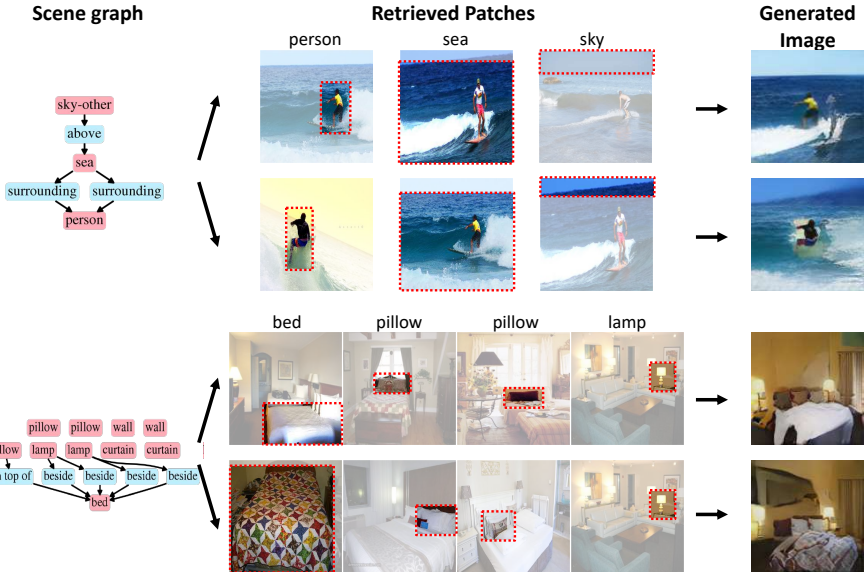 Scene graph
Retrieved Patches
Generated
Image
person
sea
sky
sky-other
above
sea
surrounding
surrounding
person
bed
pillow
pillow
lamp
pillow
pillow
wall
wall
lamp
lamp
curtain
curtain
top of
beside
beside
beside
beside
bed